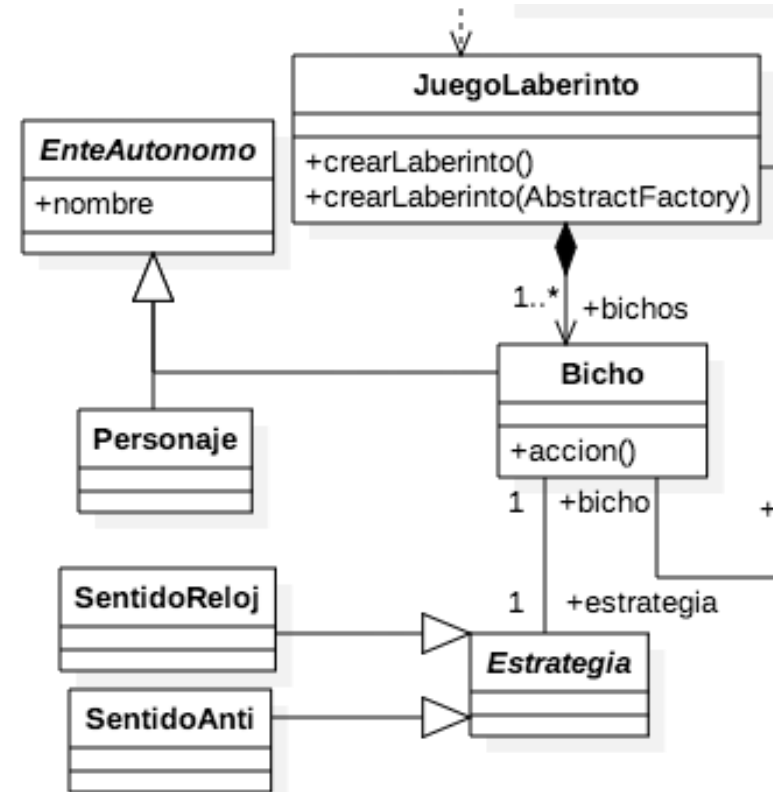 JuegoLaberinto
+crearLaberinto()
+crearLaberinto(AbstractFactory)
EnteAutonomo
+nombre
1..*
+bichos
Bicho
+accion()
Personaje
1
+bicho
+
1
+estrategia
SentidoReloj
Estrategia
SentidoAnti